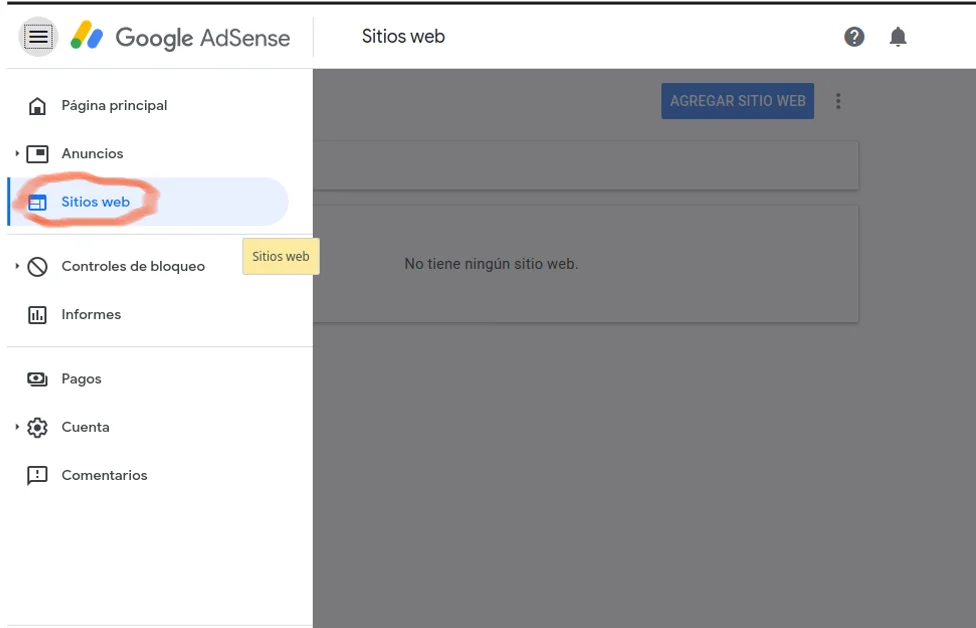 Google AdSense
Sitios web
Página principal
AGREGAR SITIO WEB
Anuncios
Sitios web
Sitios web
No tiene ningún sitio web.
Controles de bloqueo
Informes
Pagos
Cuenta
Comentarios